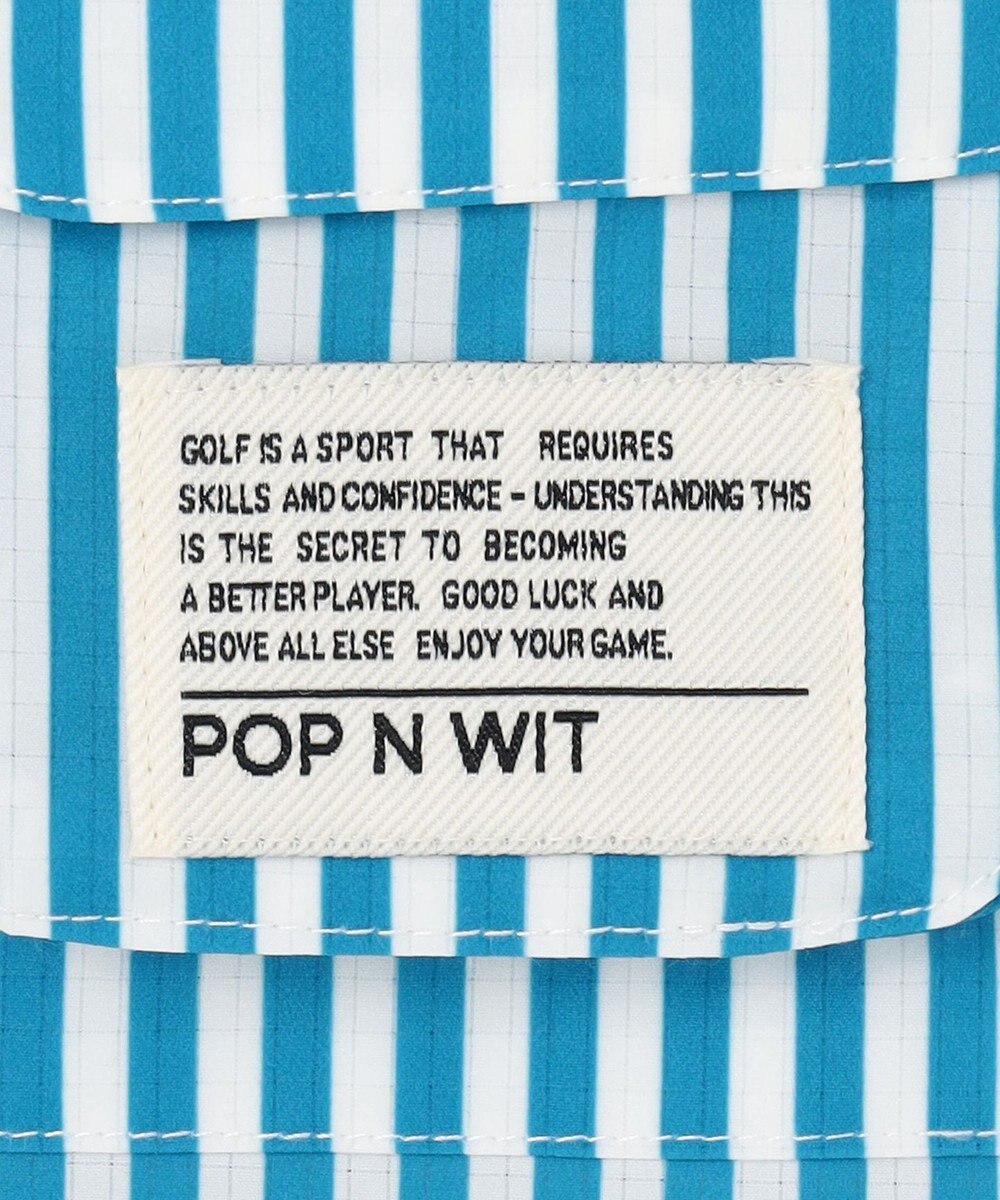 GOLF IS A SPORT THAT REQUIRES
SKILLS AND CONFIDENCE - UNDERSTANDING THIS
IS THE SECRET TO BECOMING
A BETTER PLAYER. GOOD LUCK AND
ABOVE ALL ELSE ENJOY YOUR GAME.
POP N WIT